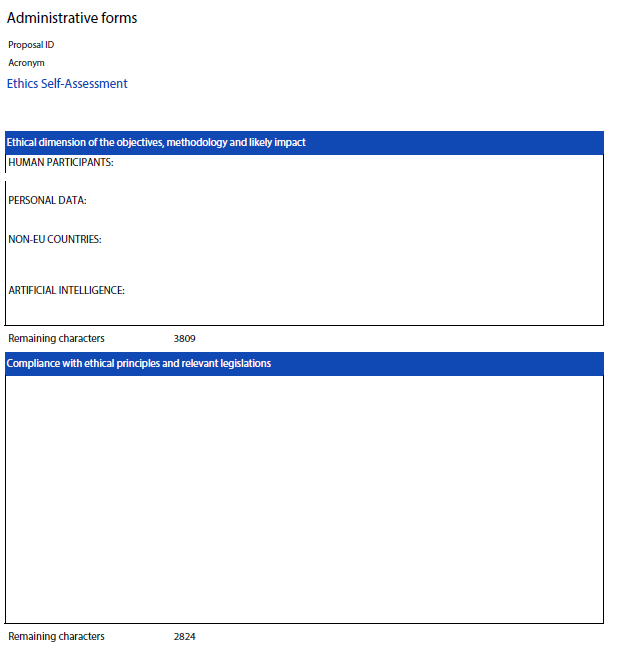 Administrative forms
Proposal ID
Acronym
Ethics Self-Assessment
Ethical dimension of the objectives, methodology and likely impact
HUMAN PARTICIPANTS:
PERSONAL DATA:
NON-EU COUNTRIES:
ARTIFICIAL INTELLIGENCE:
Remaining characters 3809
Compliance with ethical principles and relevant legislations
Remaining characters 2824